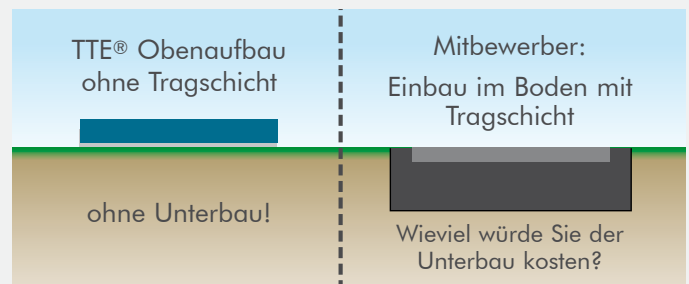 TTE® Obenaufbau
ohne Tragschicht
ohne Unterbau!
Mitbewerber:
Einbau im Boden mit
Tragschicht
Wieviel würde Sie der
Unterbau kosten?